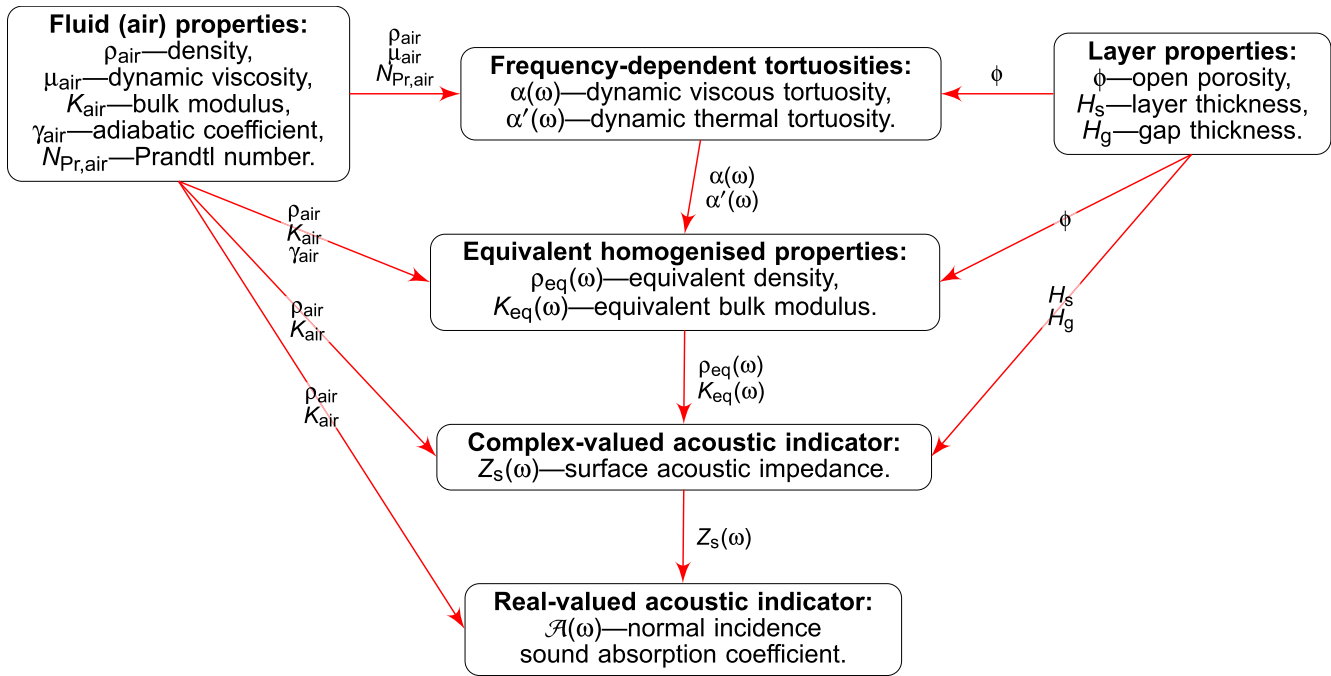 Fluid (air) properties:
ρair—density,
μair—dynamic viscosity,
Kair—bulk modulus,
γair—adiabatic coefficient,
NPr,air—Prandtl number.
ρair
μair
NPr,air
Frequency-dependent tortuosities:
α(ω)—dynamic viscous tortuosity,
α′(ω)—dynamic thermal tortuosity.
ϕ
Layer properties:
ϕ—open porosity,
Hs—layer thickness,
Hg—gap thickness.
α(ω)
α′(ω)
ρair
Kair
γair
ϕ
Equivalent homogenised properties:
ρeq(ω)—equivalent density,
Keq(ω)—equivalent bulk modulus.
ρair
Kair
Hs
Hg
ρeq(ω)
Keq(ω)
ρair
Kair
Complex-valued acoustic indicator:
Zs(ω)—surface acoustic impedance.
Zs(ω)
Real-valued acoustic indicator:
𝒜(ω)—normal incidence
sound absorption coefficient.